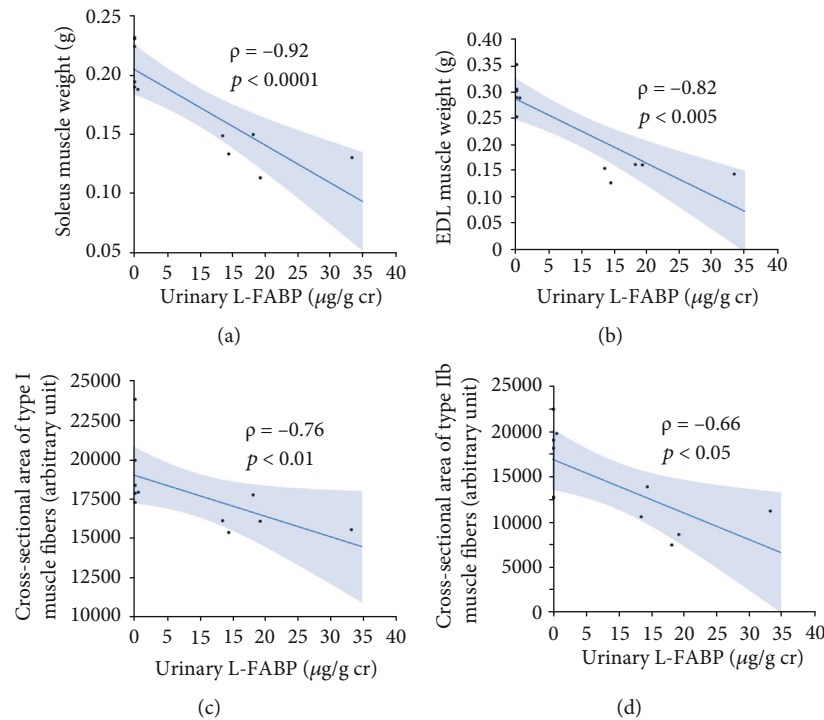 0.25
0.20
0.15
0.10
0.05
Soleus muscle weight (g)
ρ = –0.92
p < 0.0001
0 5 15 15 20 25 30 35 40
Urinary L-FABP (μg/g cr)
(a)
0.40
0.35
0.30
0.25
0.20
0.15
0.10
0.05
0
EDL muscle weight (g)
ρ = –0.82
p < 0.005
0 5 10 15 20 25 30 35 40
Urinary L-FABP (μg/g cr)
(b)
25000
21000
20000
17500
15000
12500
10000
Cross-sectional area of type I
muscle fibers (arbitrary unit)
ρ = –0.76
p < 0.01
0 5 15 15 20 25 30 35 40
Urinary L-FABP (μg/g cr)
(c)
25000
20000
15000
10000
5000
0
Cross-sectional area of type IIb
muscle fibers (arbitrary unit)
ρ = –0.66
p < 0.05
0 5 15 15 20 25 30 35 40
Urinary L-FABP (μg/g cr)
(d)